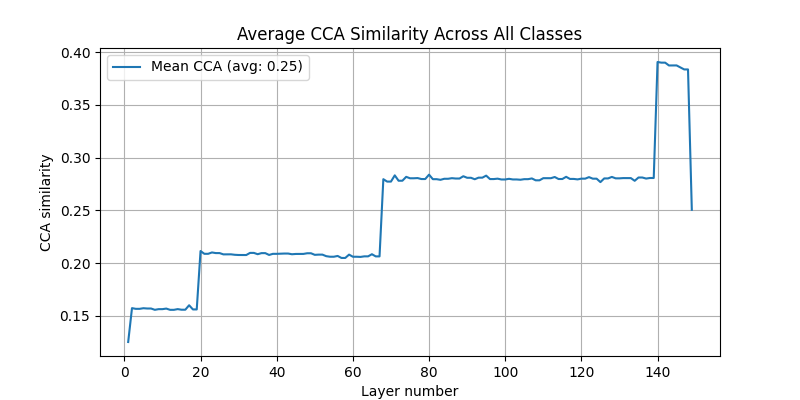 Average CCA Similarity Across All Classes
Mean CCA (avg: 0.25)
CCA similarity
0.40
0.35
0.30
0.25
0.20
0.15
0 20 40 60 80 100 120 140
Layer number